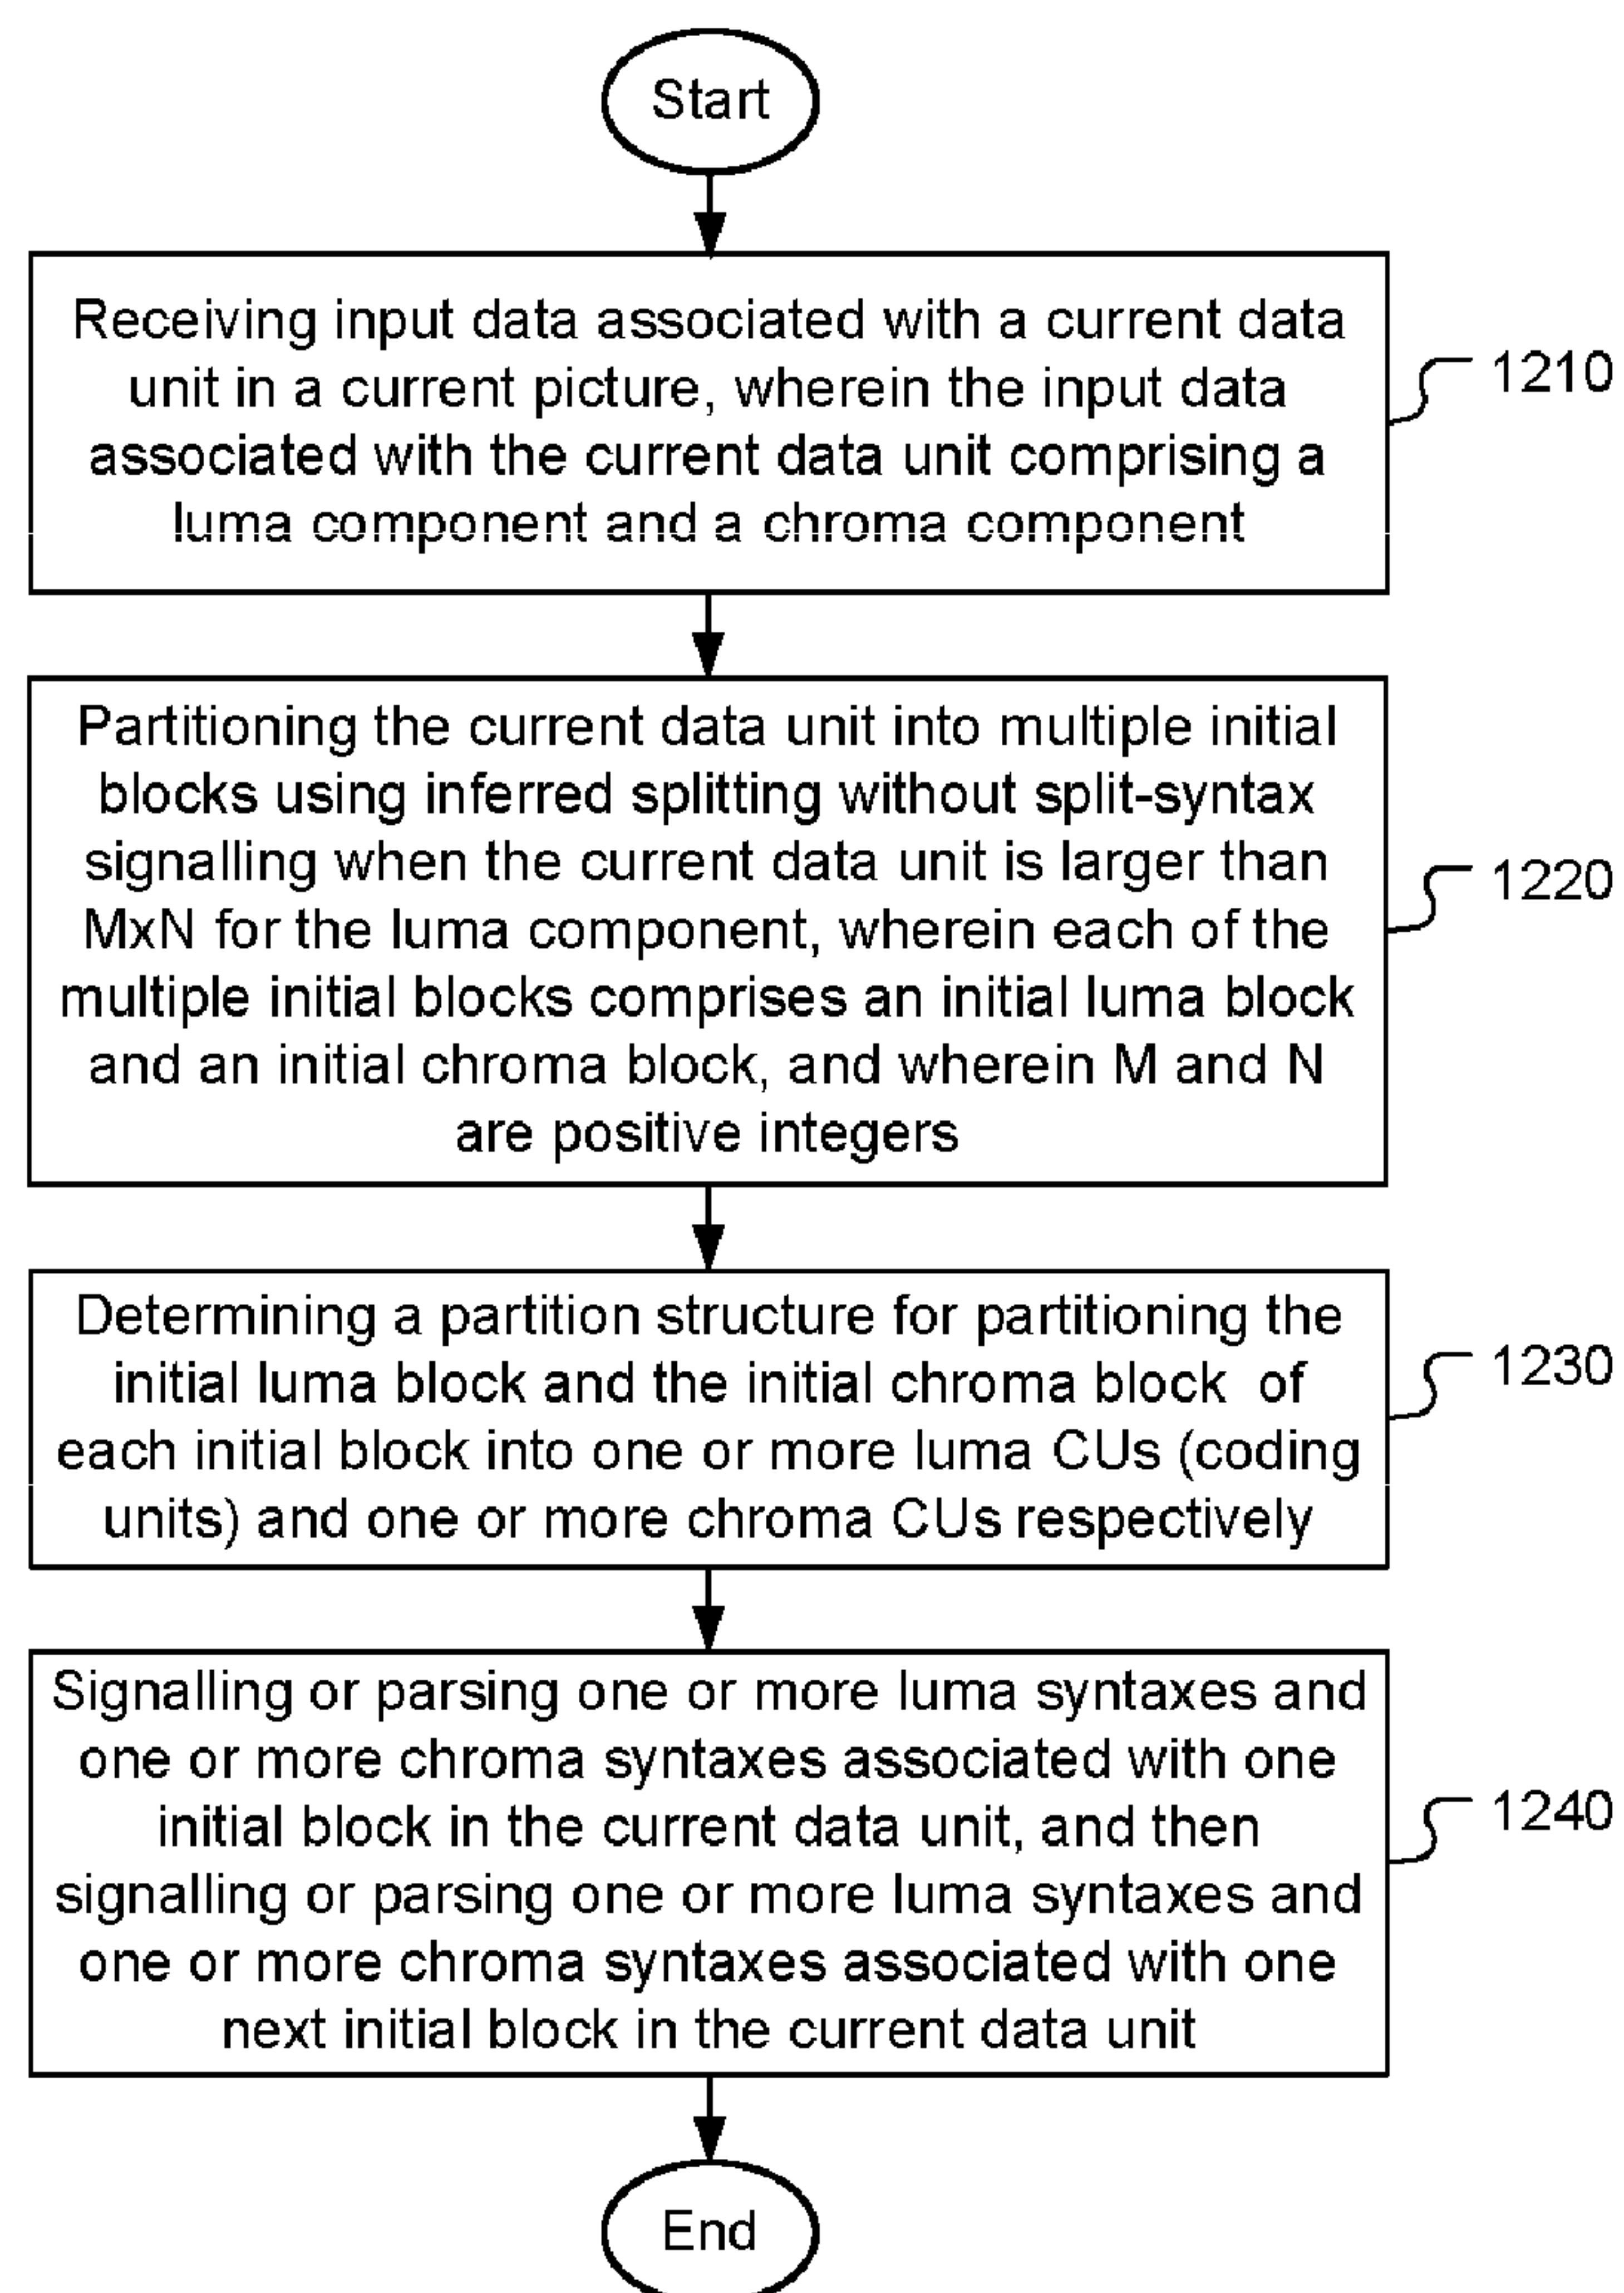 Start
Receiving input data associated with a current data
unit in a current picture, wherein the input data
associated with the current data unit comprising a
luma component and a chroma component
1210
Partitioning the current data unit into multiple initial
blocks using inferred splitting without split-syntax
signalling when the current data unit is larger than
MxN for the luma component, wherein each of the
multiple initial blocks comprises an initial luma block
and an initial chroma block, and wherein M and N
are positive integers
1220
Determining a partition structure for partitioning the
initial luma block and the initial chroma block of
each initial block into one or more luma CUs (coding
units) and one or more chroma CUs respectively
1230
Signalling or parsing one or more luma syntaxes and
one or more chroma syntaxes associated with one
initial block in the current data unit, and then
signalling or parsing one or more luma syntaxes and
one or more chroma syntaxes associated with one
next initial block in the current data unit
1240
End